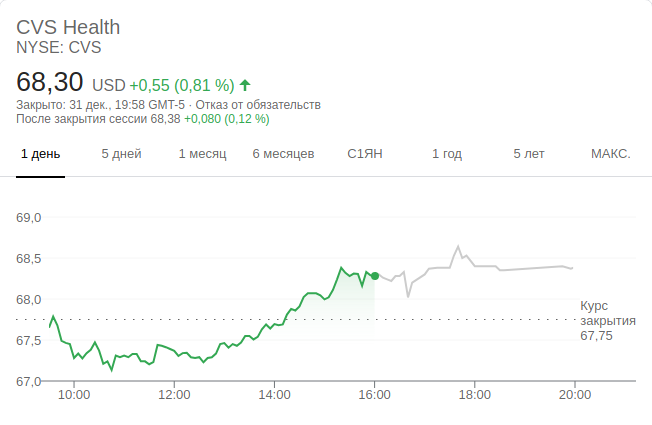 CVS Health
NYSE: CVS
68,30 USD +0,55 (0,81 %)
Закрыто: 31 дек., 19:58 GMT-5 · Отказ от обязательств
После закрытия сессии 68,38 +0,080 (0,12 %)
1 день 5 дней 1 месяц 6 месяцев С1ЯН 1 год 5 лет МАКС.
69,0
68,5
68,0
Курс
закрытия
67,75
67,5
67,0
10:00 12:00 14:00 16:00 18:00 20:00